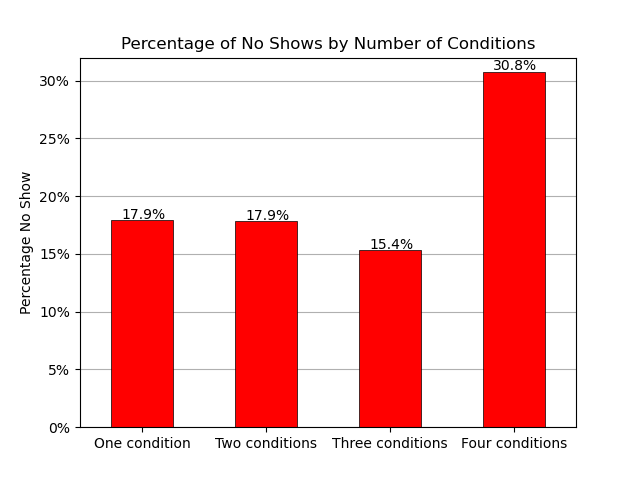 Percentage of No Shows by Number of Conditions
Percentage No Show
30%
25%
20%
15%
10%
5%
0%
17.9%
17.9%
15.4%
30.8%
One condition
Two conditions
Three conditions
Four conditions